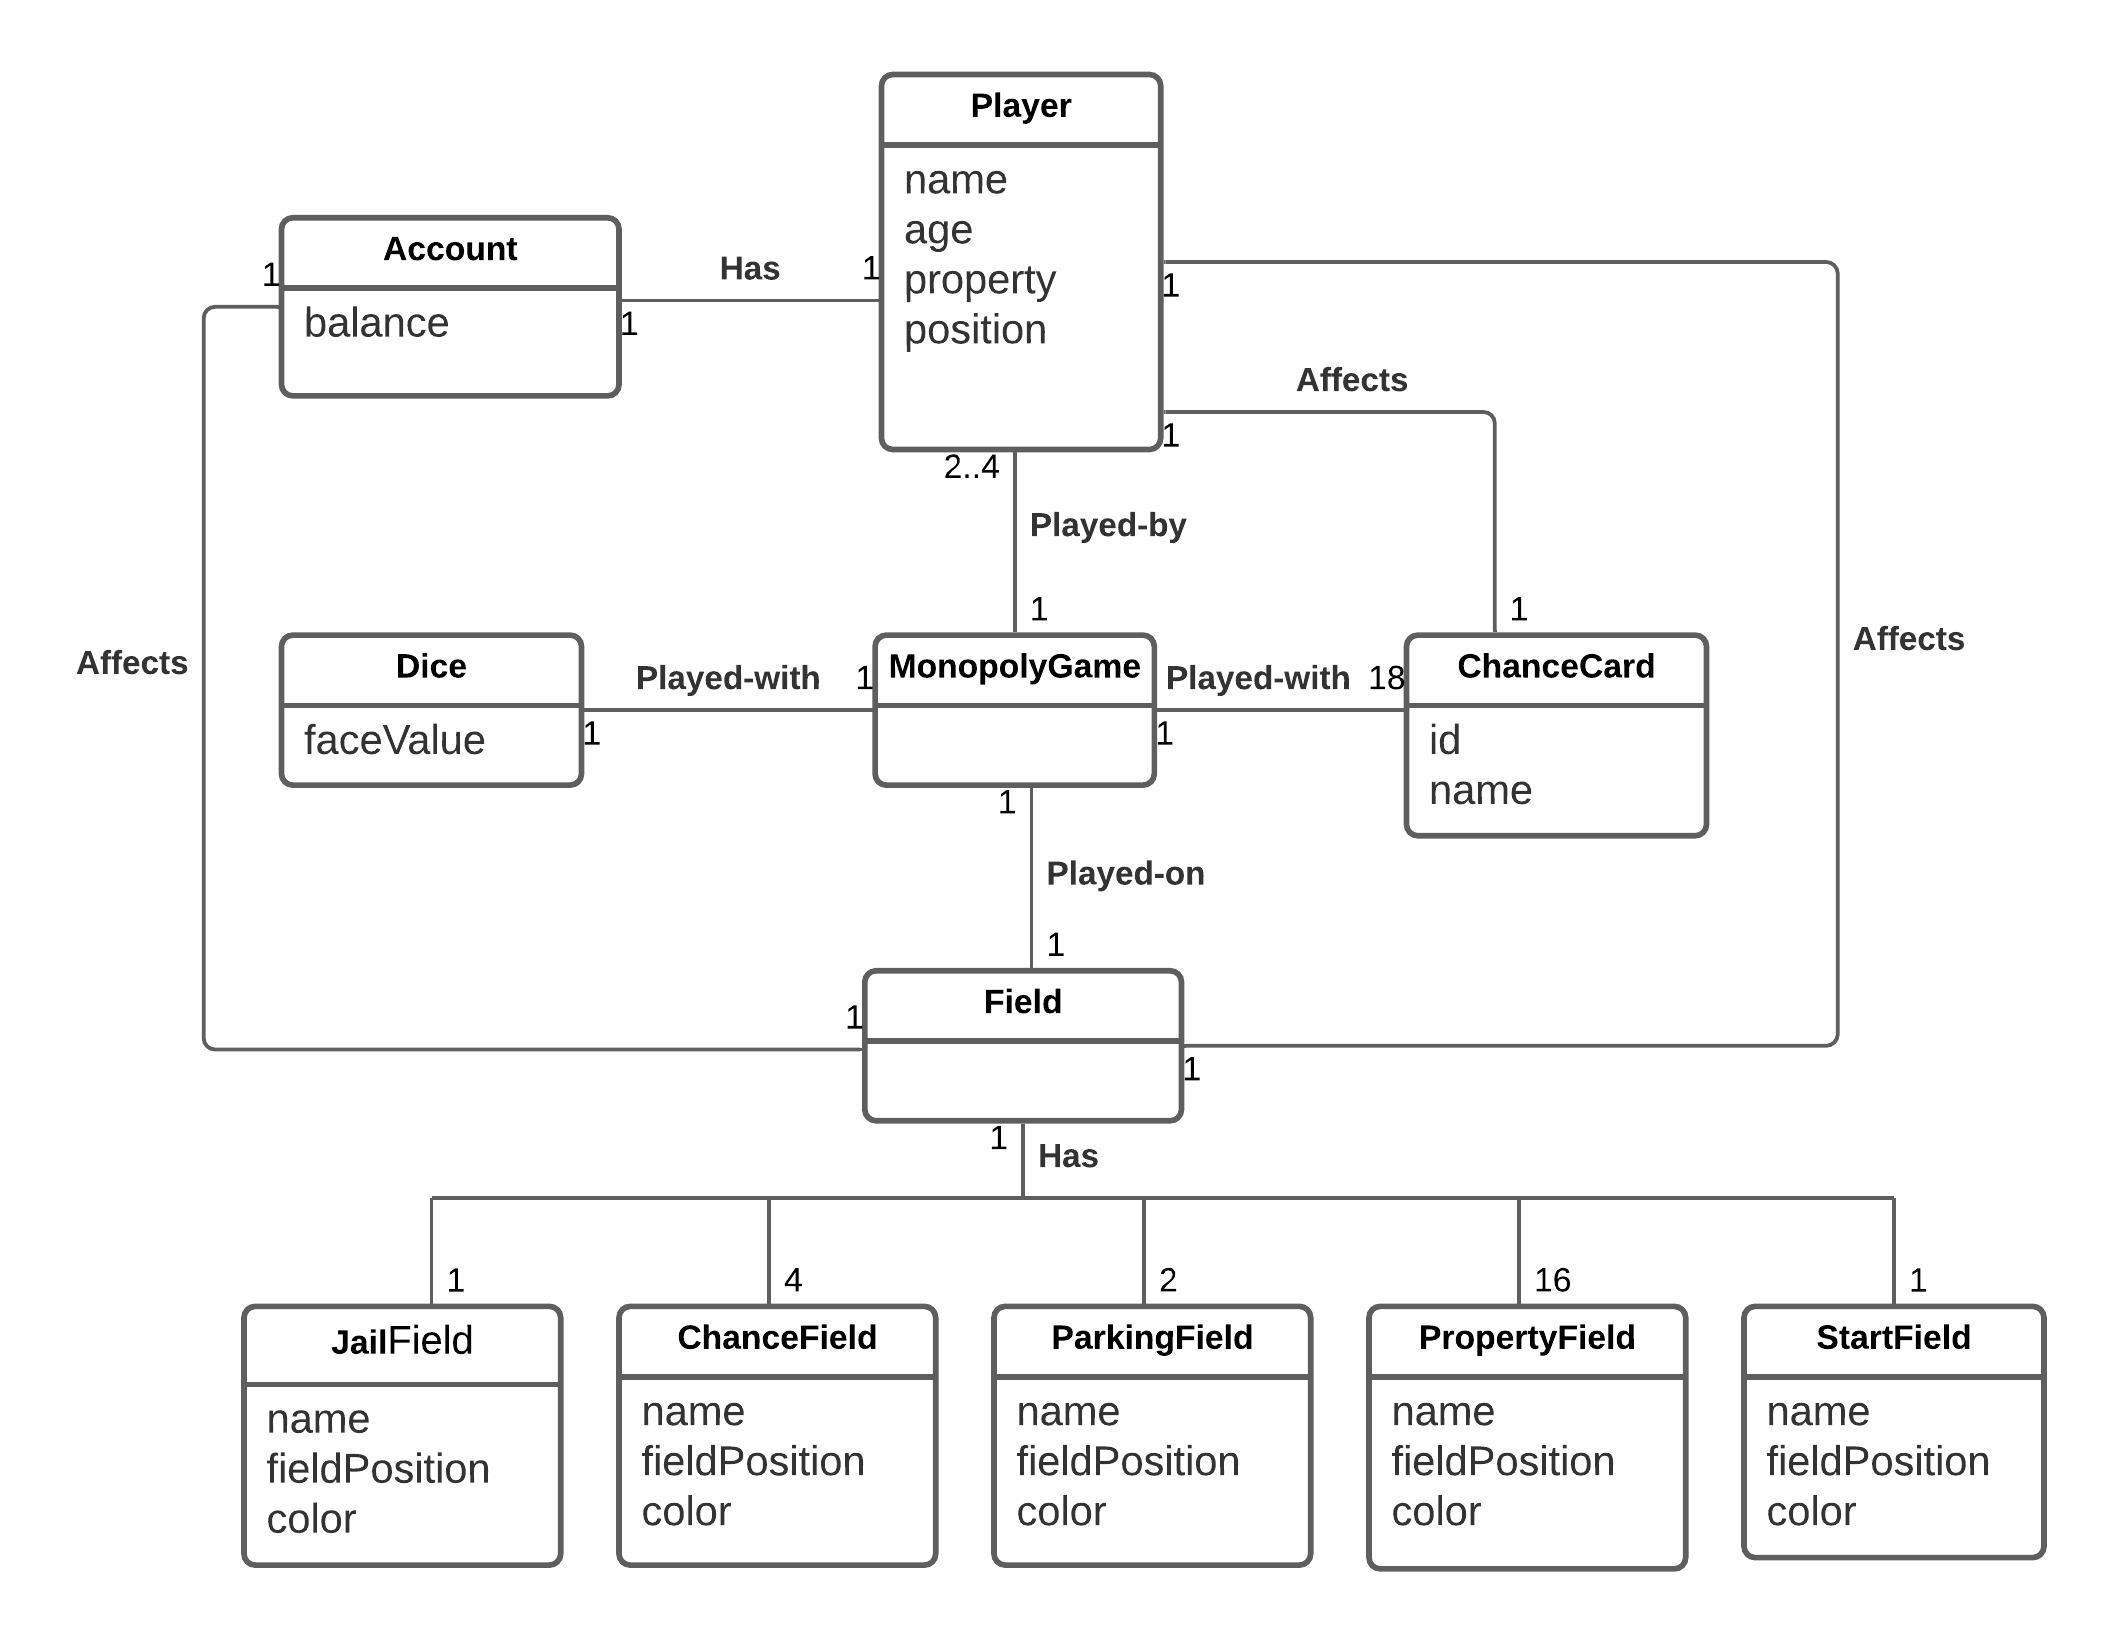 Player
name
age
property
position
Account
balance
1
Has
1
1
1
Affects
1
2..4
Played-by
1
1
Affects
Affects
Dice
faceValue
Played-with
1
1
MonopolyGame
Played-with
18
1
ChanceCard
id
name
1
Played-on
1
Field
1
1
1
Has
1
4
2
16
1
JailField
name
fieldPosition
color
ChanceField
name
fieldPosition
color
ParkingField
name
fieldPosition
color
PropertyField
name
fieldPosition
color
StartField
name
fieldPosition
color